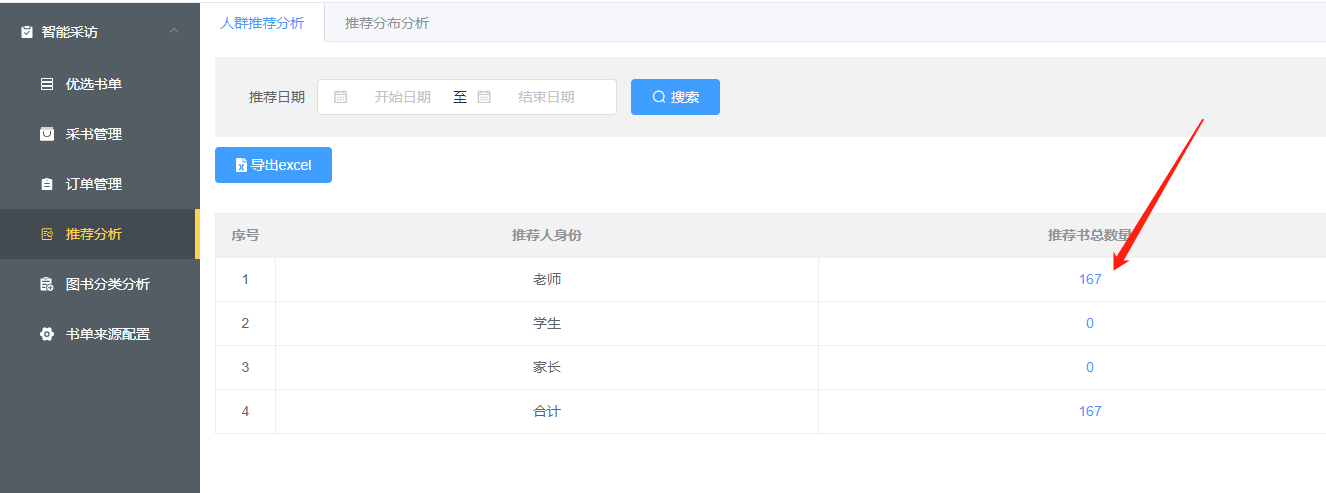 智能采访
优选书单
采书管理
订单管理
推荐分析
图书分类分析
书单来源配置
人群推荐分析 推荐分布分析
推荐日期 开始日期 至 结束日期 搜索
导出excel
序号 推荐人身份 推荐书总数量
1 老师 167
2 学生 0
3 家长 0
4 合计 167